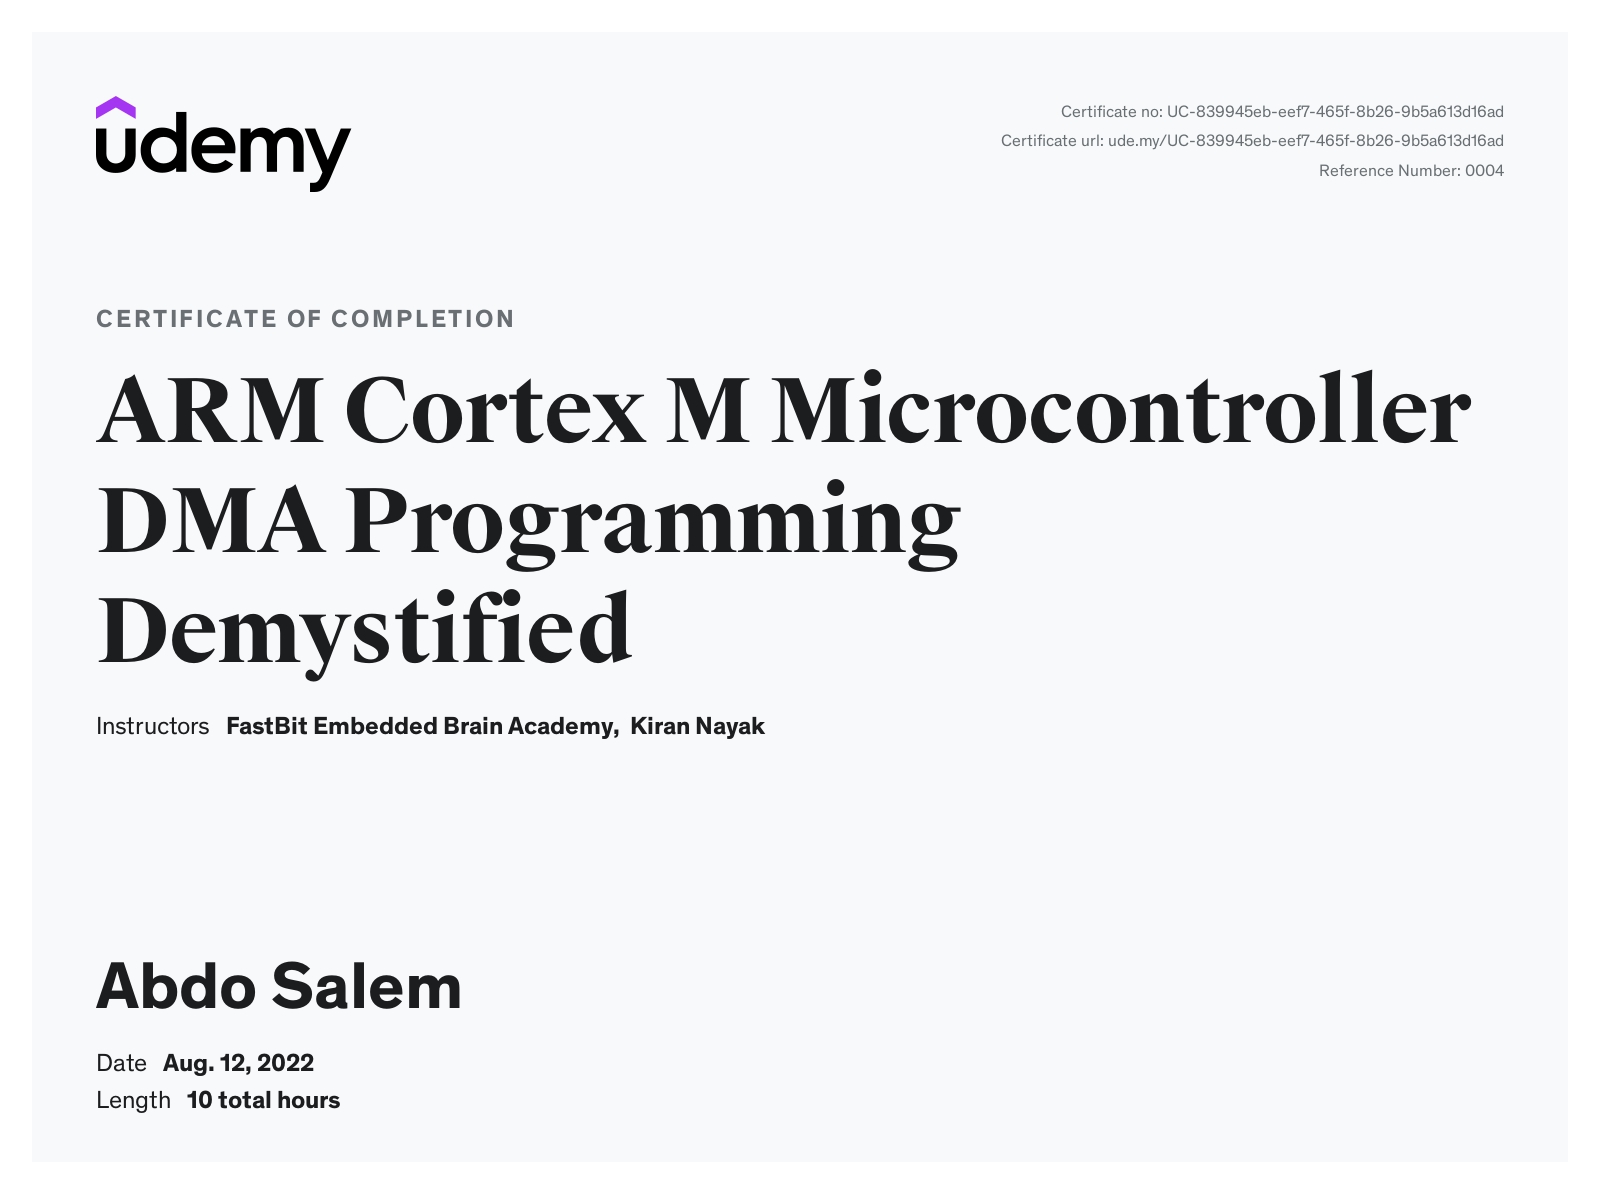 udemy
Certificate no: UC-839945eb-eef7-465f-8b26-9b5a613d16ad
Certificate url: ude.my/UC-839945eb-eef7-465f-8b26-9b5a613d16ad
Reference Number: 0004
CERTIFICATE OF COMPLETION
ARM Cortex M Microcontroller
DMA Programming
Demystified
Instructors FastBit Embedded Brain Academy, Kiran Nayak
Abdo Salem
Date Aug. 12, 2022
Length 10 total hours